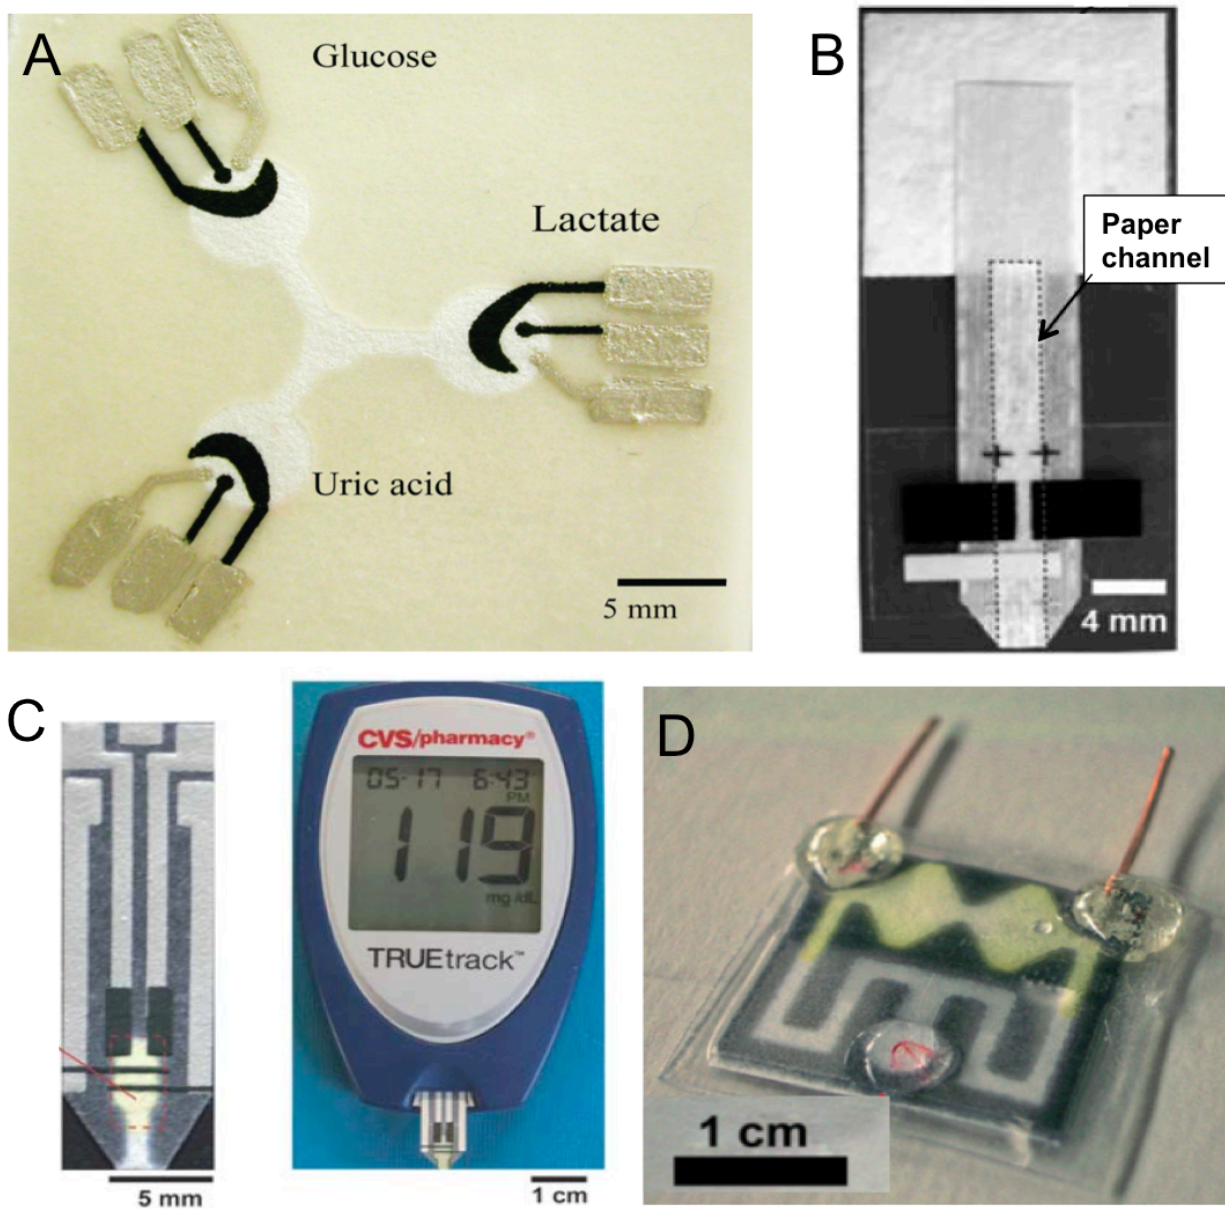 A
Glucose
Lactate
Uric acid
5 mm
B
Paper
channel
4 mm
C
5 mm
CVS/pharmacy®
05-17 6:43
PM
119
mg/dL
TRUEtrack™
1 cm
D
1 cm